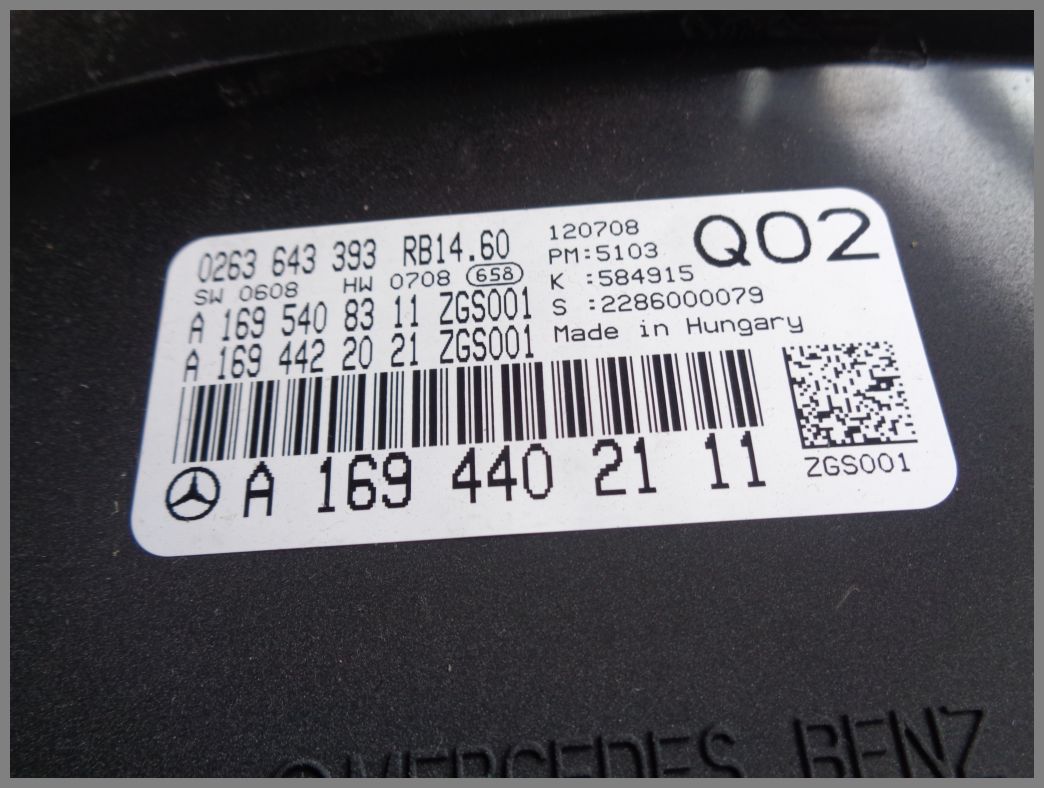 0263 643 393 RB14.60
SW 0608 HW 0708 658
A 169 540 83 11 ZGS001
A 169 442 20 21 ZGS001
120708
PM:5103
K :584915
S :2286000079
Made in Hungary
Q02
A 169 440 21 11
ZGS001
MERCEDES BENZ